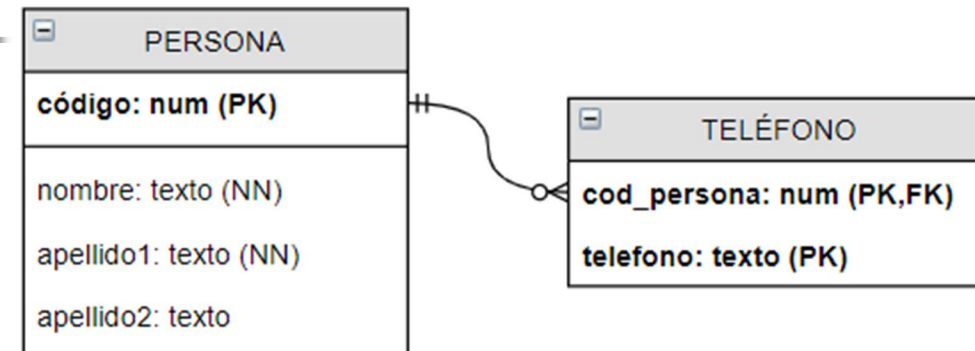 PERSONA
código: num (PK)
nombre: texto (NN)
apellido1: texto (NN)
apellido2: texto
TELÉFONO
cod_persona: num (PK,FK)
telefono: texto (PK)